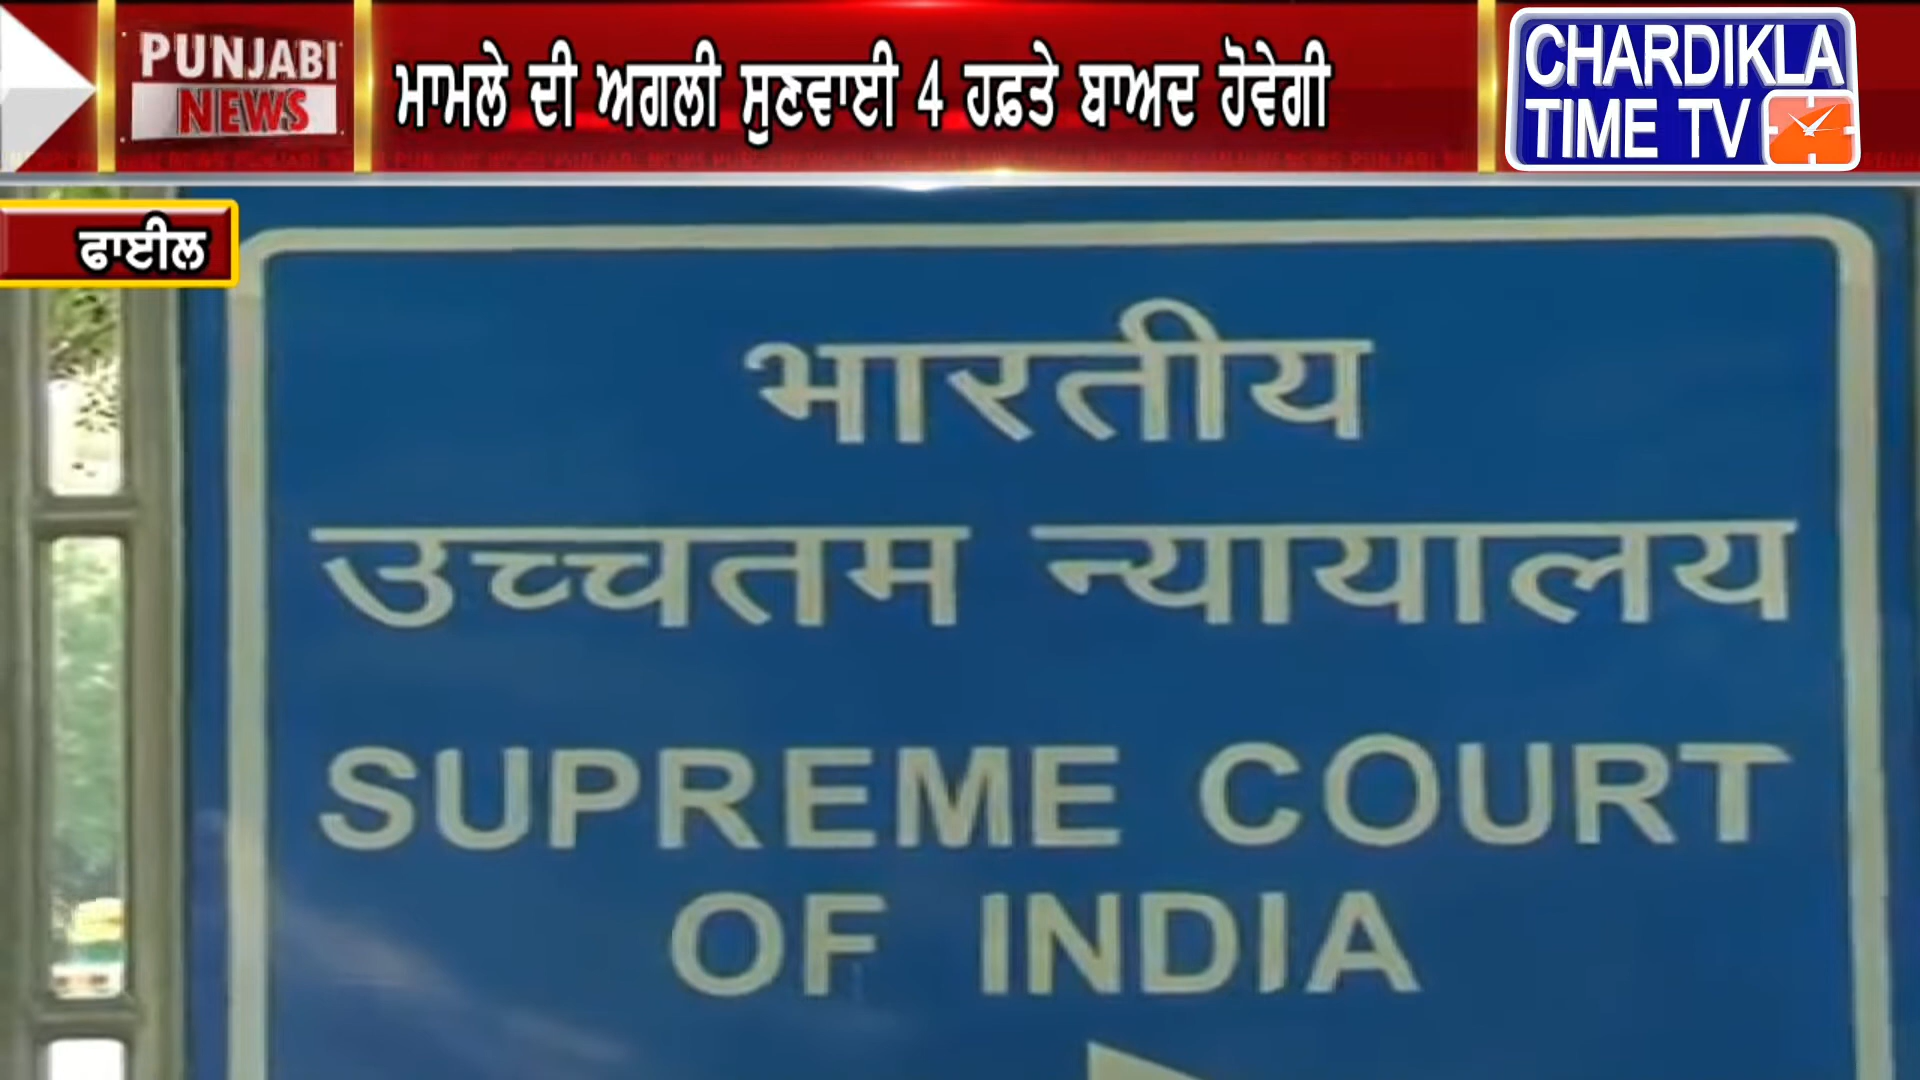 PUNJABI
NEWS
ਮਾਮਲੇ ਦੀ ਅਗਲੀ ਸੁਣਵਾਈ 4 ਹਫ਼ਤੇ ਬਾਅਦ ਹੋਵੇਗੀ
CHARDIKLA
TIME TV
ਫਾਈਲ
भारतीय
उच्चतम न्यायालय
SUPREME COURT
OF INDIA